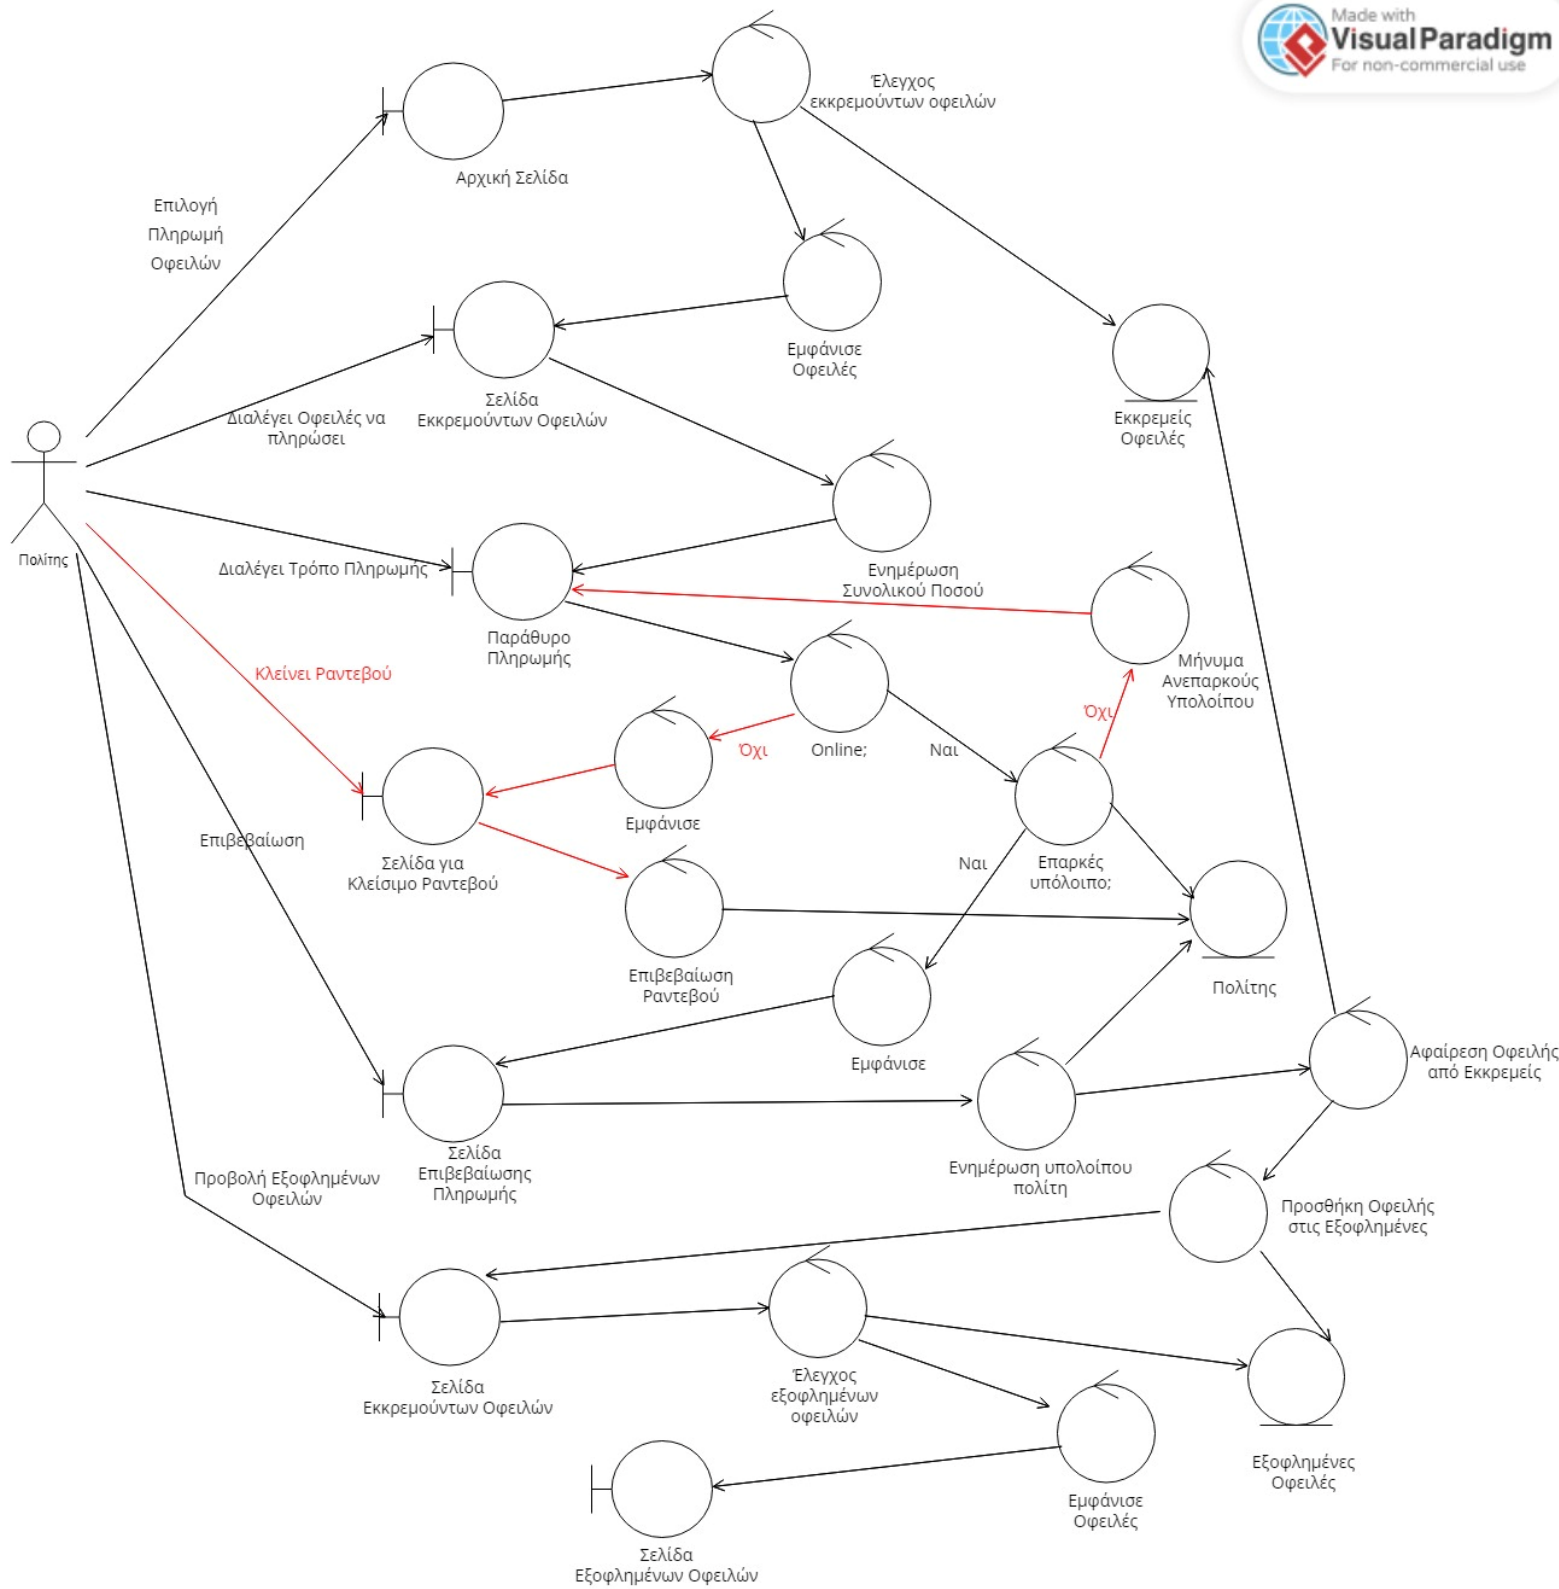 Made with
Visual Paradigm
For non-commercial use
Έλεγχος
εκκρεμούντων οφειλών
Αρχική Σελίδα
Επιλογή
Πληρωμή
Οφειλών
Εμφάνισε
Οφειλές
Σελίδα
Εκκρεμούντων Οφειλών
Διαλέγει Οφειλές να
πληρώσει
Εκκρεμείς
Οφειλές
Πολίτης
Διαλέγει Τρόπο Πληρωμής
Ενημέρωση
Συνολικού Ποσού
Παράθυρο
Πληρωμής
Μήνυμα
Ανεπαρκούς
Υπολοίπου
Κλείνει Ραντεβού
Όχι
Όχι
Online;
Ναι
Εμφάνισε
Επιβεβαίωση
Σελίδα για
Κλείσιμο Ραντεβού
Ναι
Επαρκές
υπόλοιπο;
Επιβεβαίωση
Ραντεβού
Πολίτης
Εμφάνισε
Αφαίρεση Οφειλής
από Εκκρεμείς
Σελίδα
Επιβεβαίωσης
Πληρωμής
Ενημέρωση υπολοίπου
πολίτη
Προβολή Εξοφλημένων
Οφειλών
Προσθήκη Οφειλής
στις Εξοφλημένες
Σελίδα
Εκκρεμούντων Οφειλών
Έλεγχος
εξοφλημένων
οφειλών
Εξοφλημένες
Οφειλές
Εμφάνισε
Οφειλές
Σελίδα
Εξοφλημένων Οφειλών